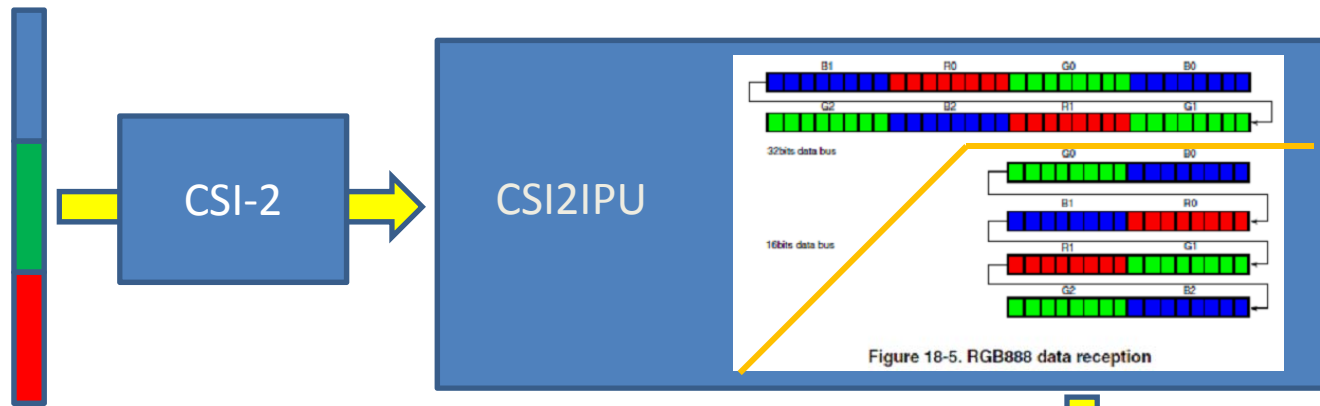 CSI-2
CSI2IPU
B1 R0 G0 B0
G2 B2 R1 G1
32bits data bus
G0 B0
B1 R0
16bits data bus
R1 G1
G2 B2
Figure 18-5. RGB888 data reception